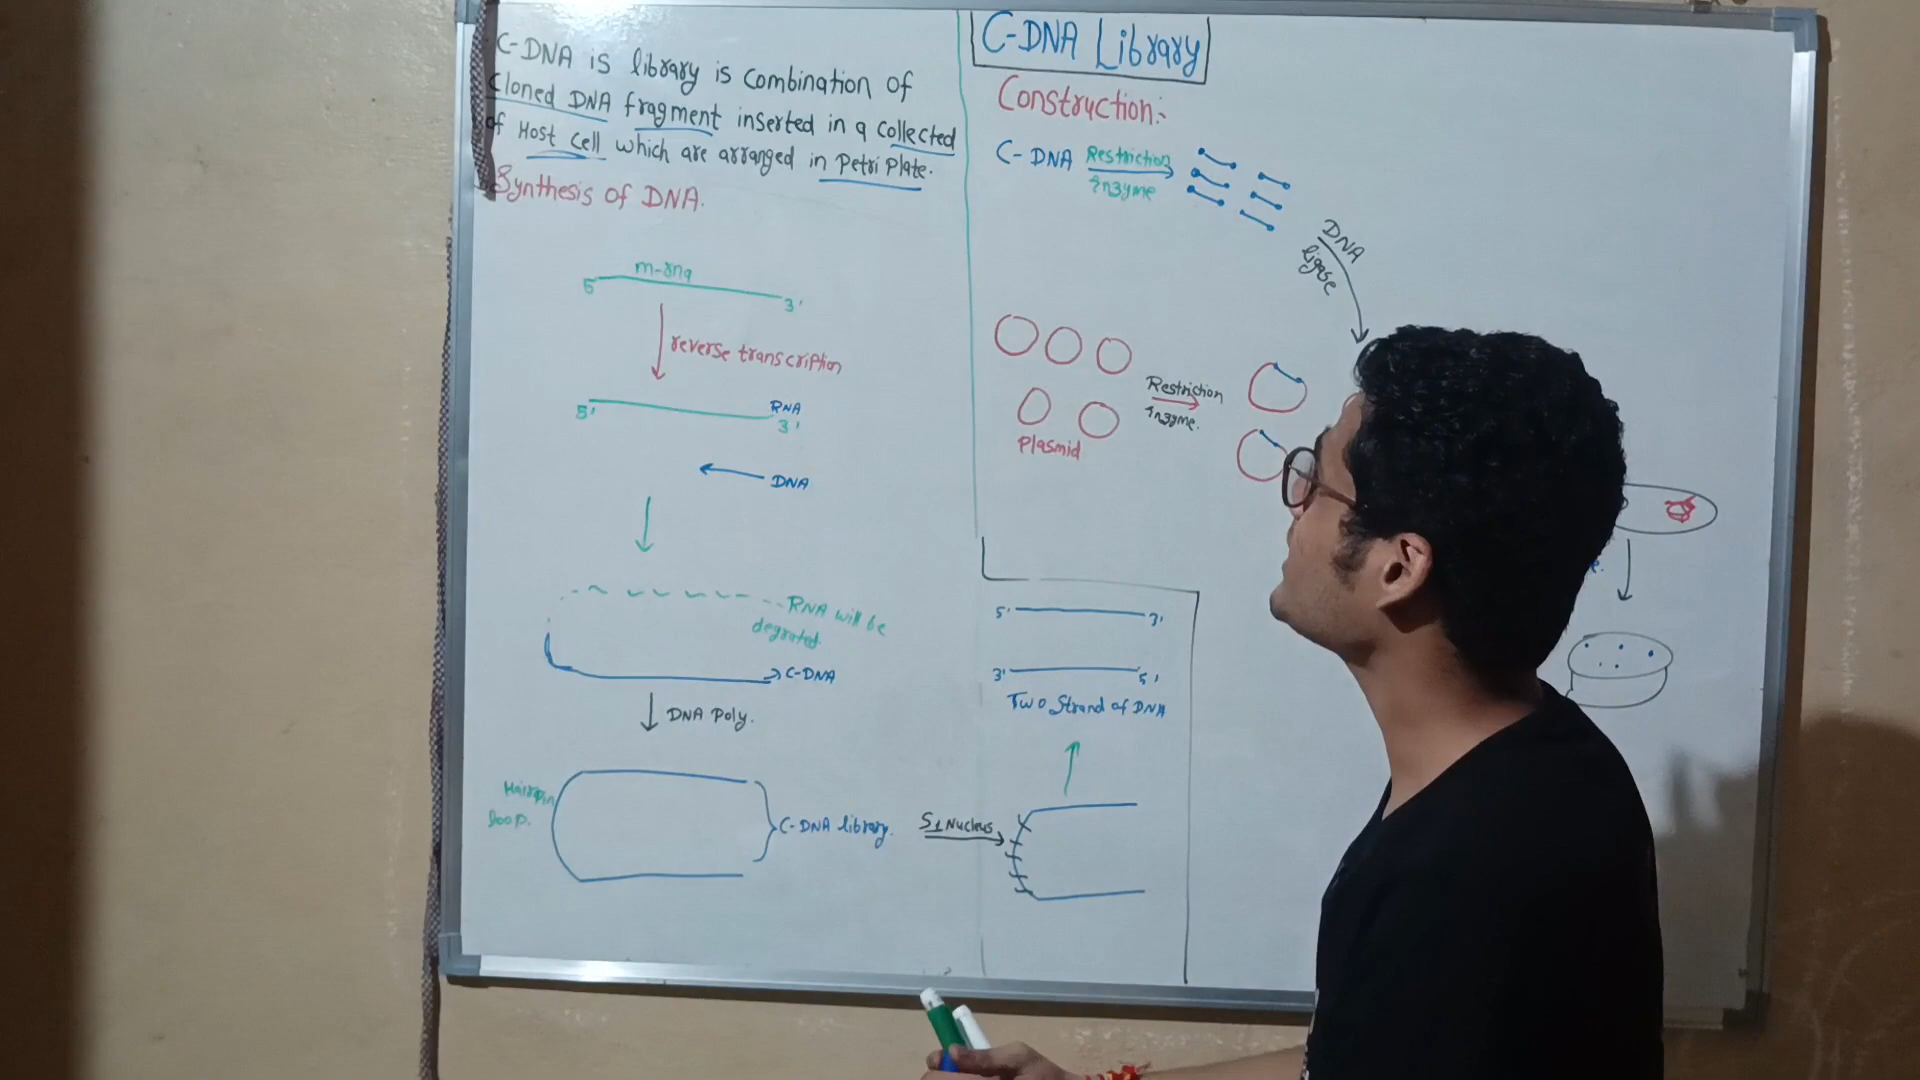 C-DNA is library is combination of
Cloned DNA fragment inserted in a collected
of Host Cell which are arranged in Petri Plate.
Synthesis of DNA.
m-rna
5' 3'
reverse transcription
5' RNA
3'
DNA
RNA will be
degrated.
C-DNA
DNA Poly.
Hairpin
loop.
C-DNA library.
C-DNA Library
Construction:-
C-DNA Restriction
Enzyme
DNA
ligase
Restriction
Enzyme.
Plasmid
5' 3'
3' 5'
Two Strand of DNA
S1 Nucleus